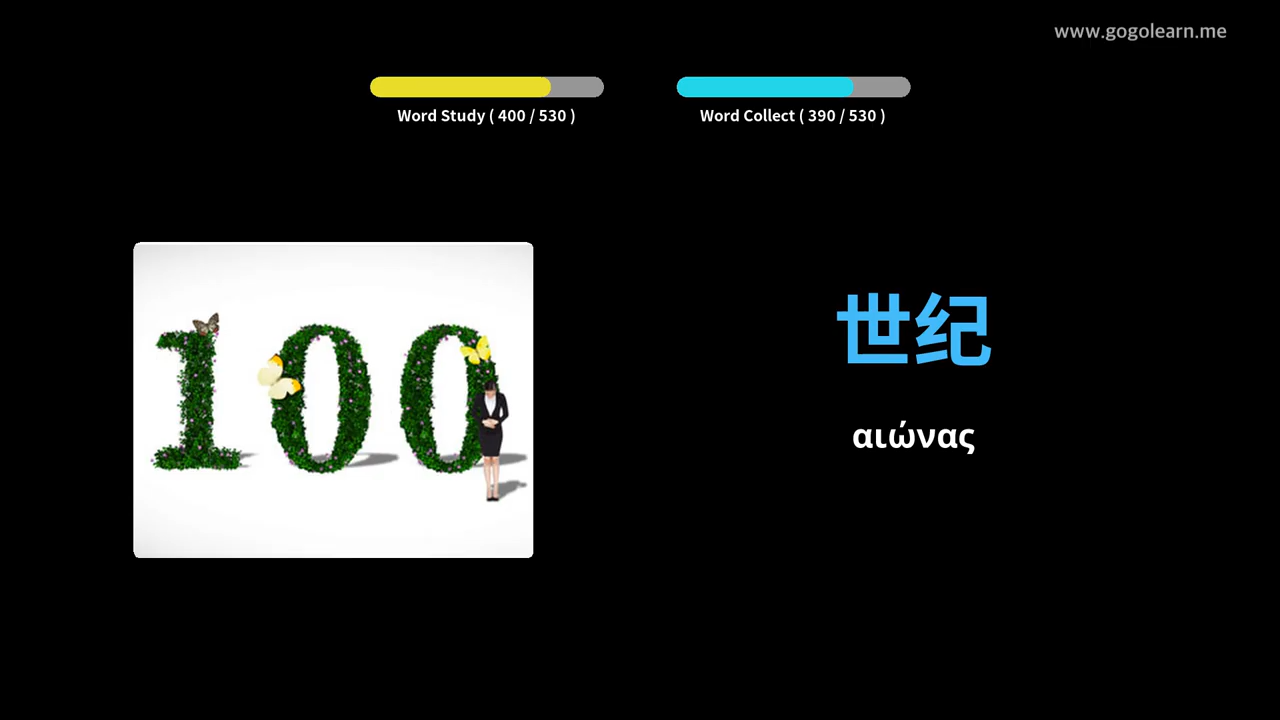 www.gogolearn.me
Word Study ( 400 / 530 )
Word Collect ( 390 / 530 )
100
世纪
αιώνας